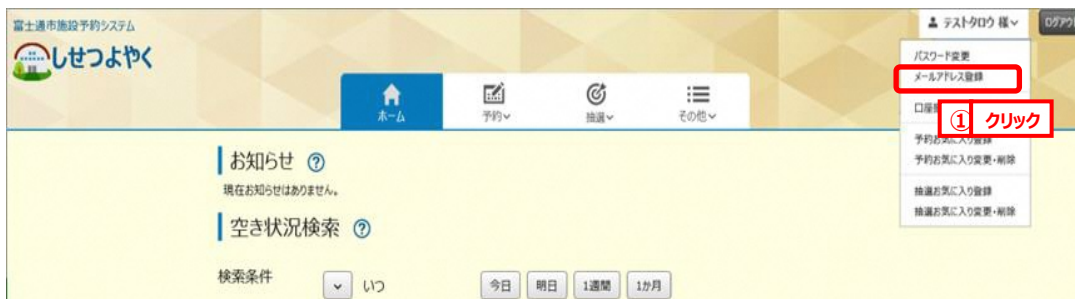 富士通市施設予約システム
しせつよやく
テストタロウ 様
ホーム
予約
抽選
その他
パスワード変更
メールアドレス登録
口座
① クリック
予約お気に入り登録
予約お気に入り変更・削除
抽選お気に入り登録
抽選お気に入り変更・削除
お知らせ ?
現在お知らせはありません。
空き状況検索 ?
検索条件 いつ 今日 明日 1週間 1か月